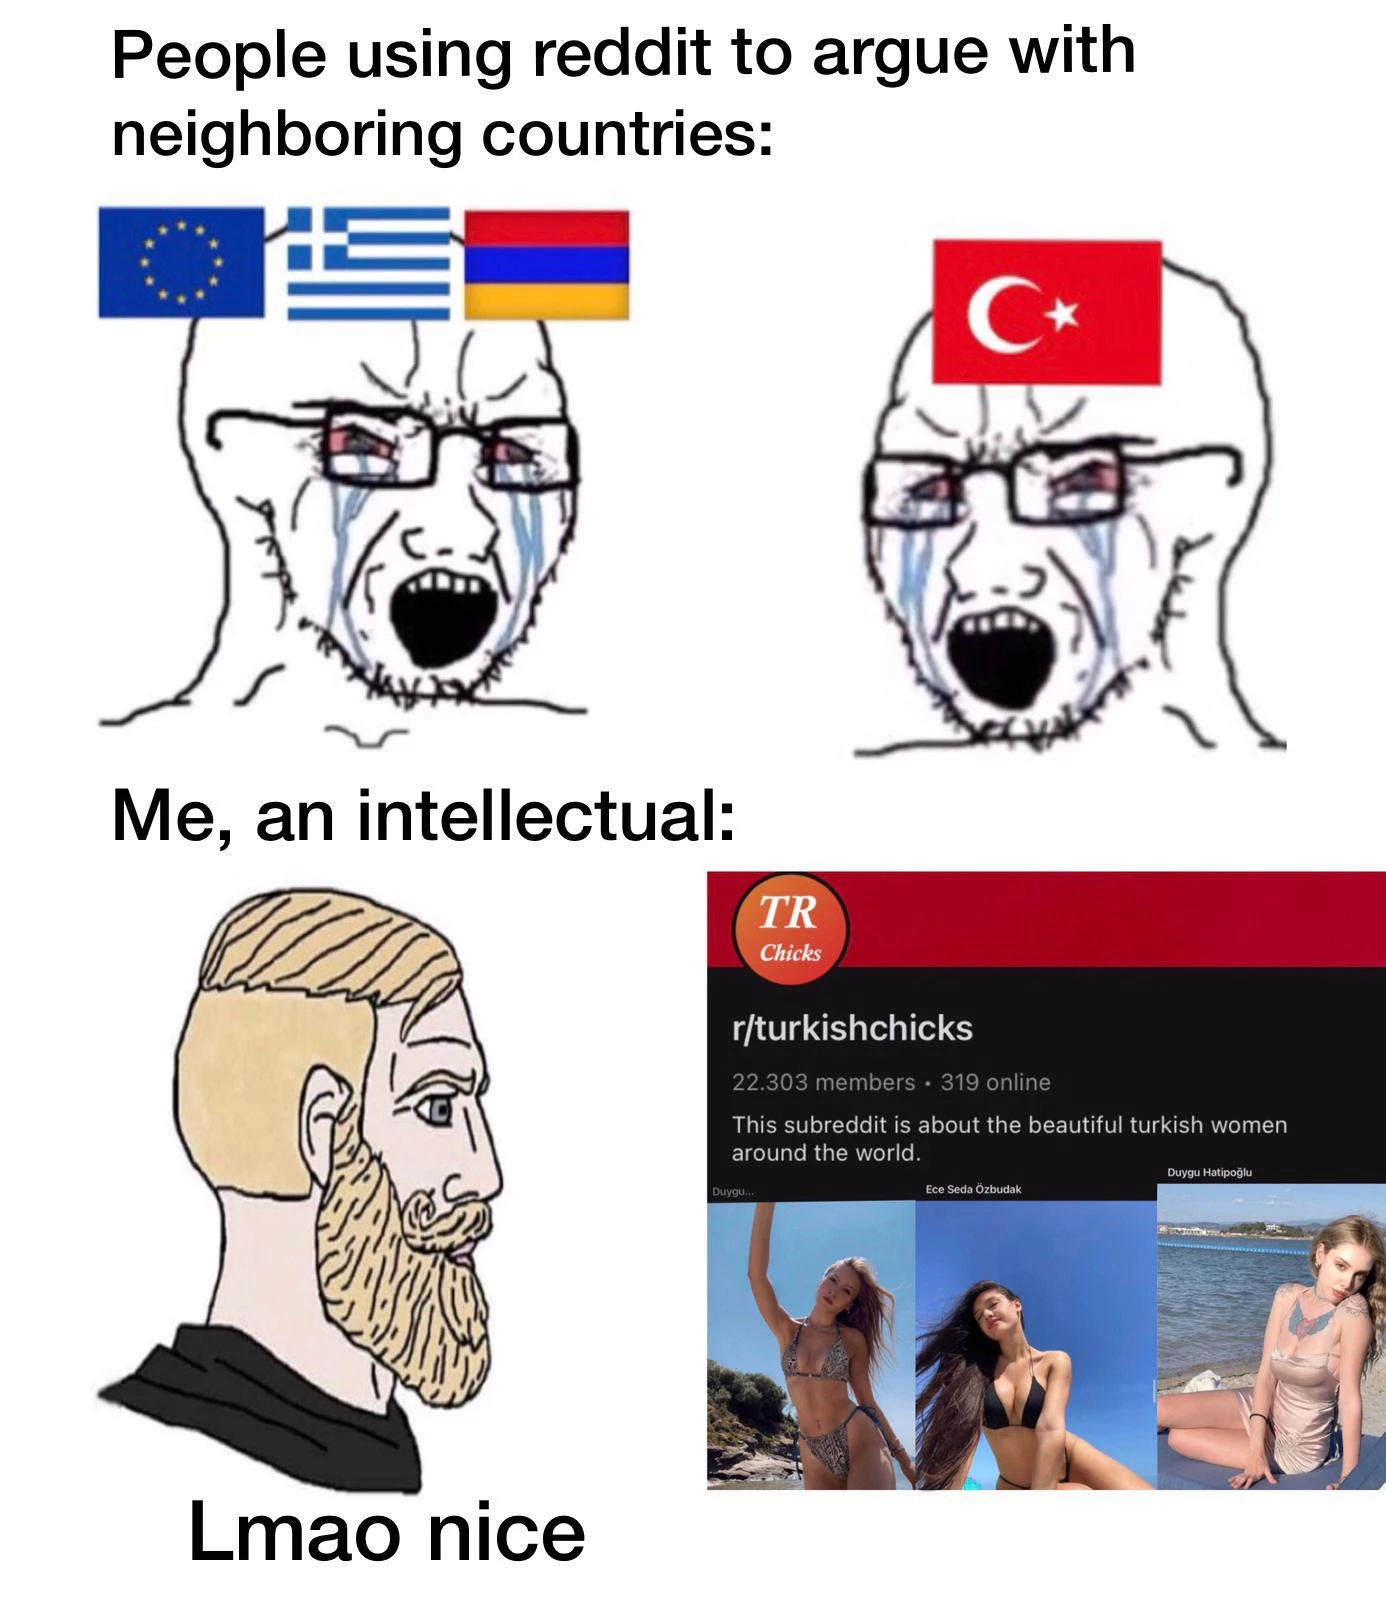 People using reddit to argue with
neighboring countries:
Me, an intellectual:
TR
Chicks
r/turkishchicks
22.303 members • 319 online
This subreddit is about the beautiful turkish women
around the world.
Duygu...
Ece Seda Özbudak
Duygu Hatipoğlu
Lmao nice